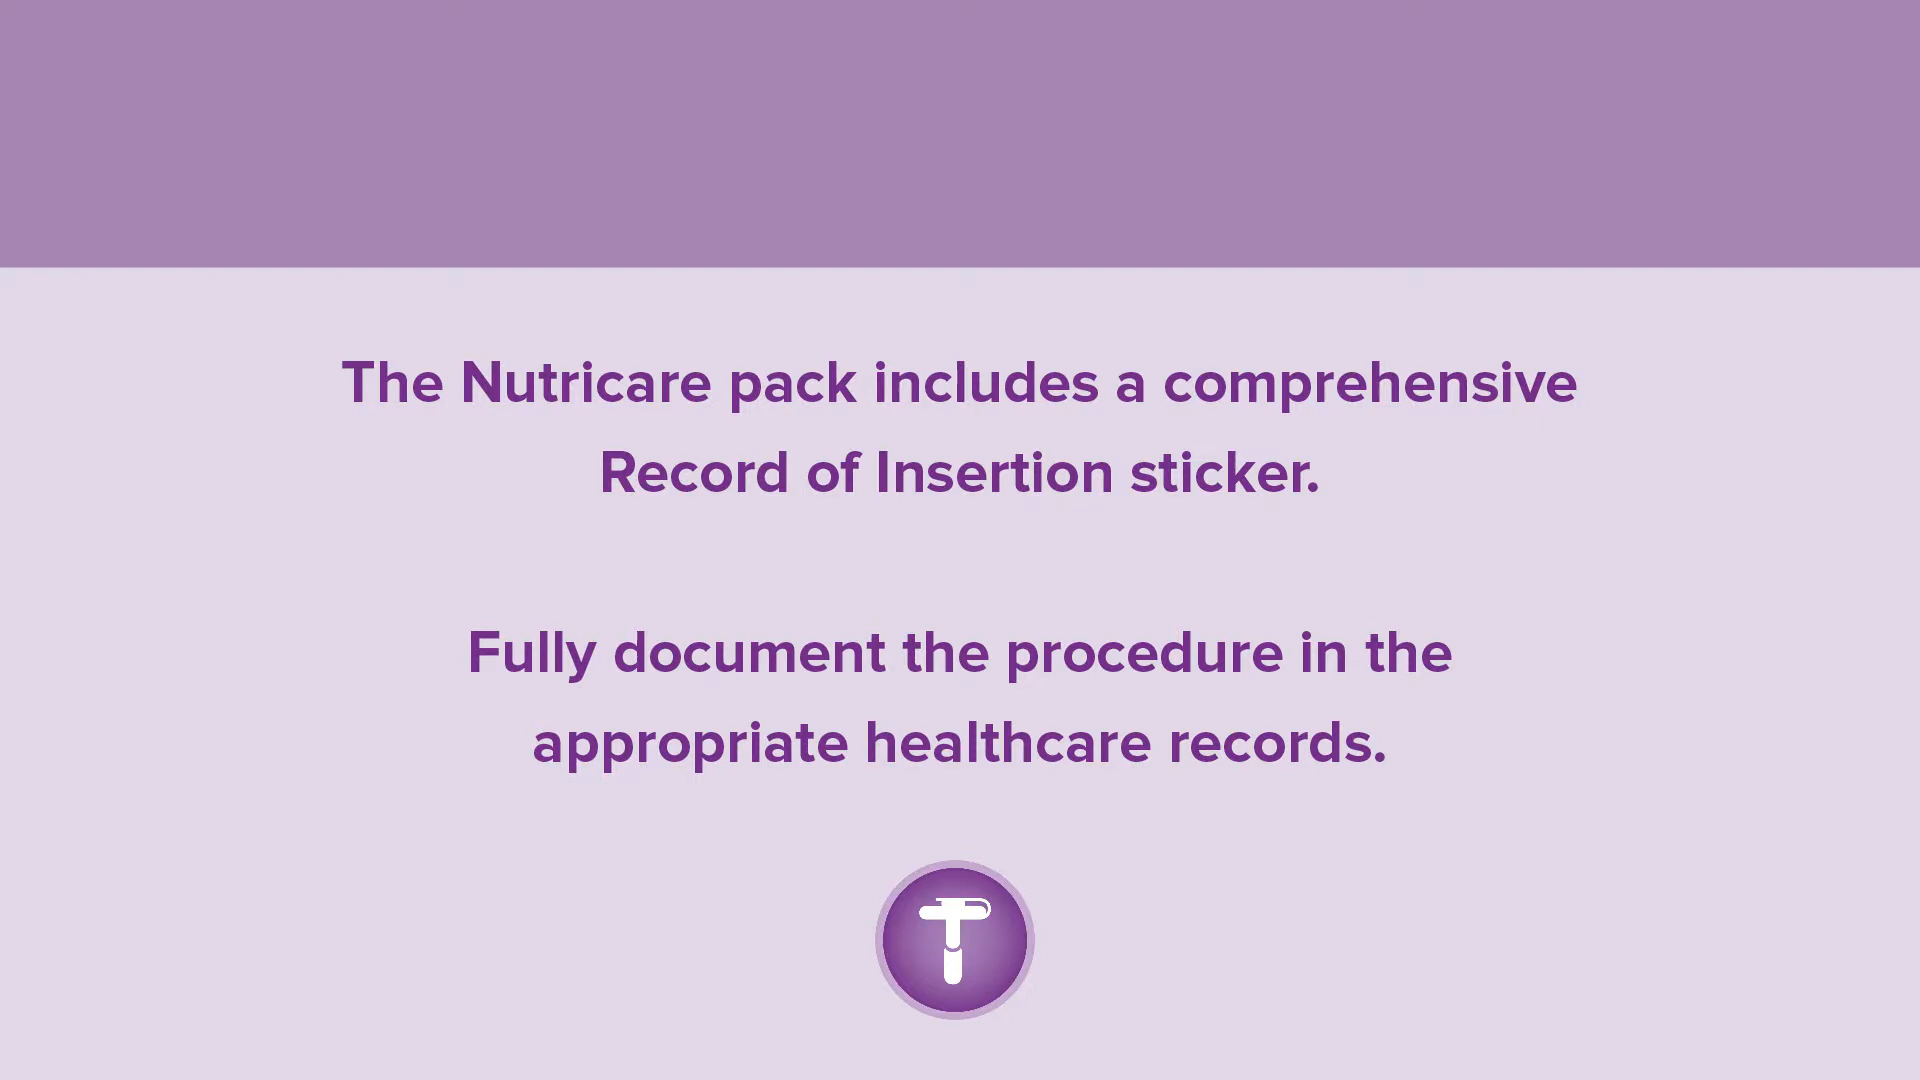 The Nutricare pack includes a comprehensive
Record of Insertion sticker.
Fully document the procedure in the
appropriate healthcare records.